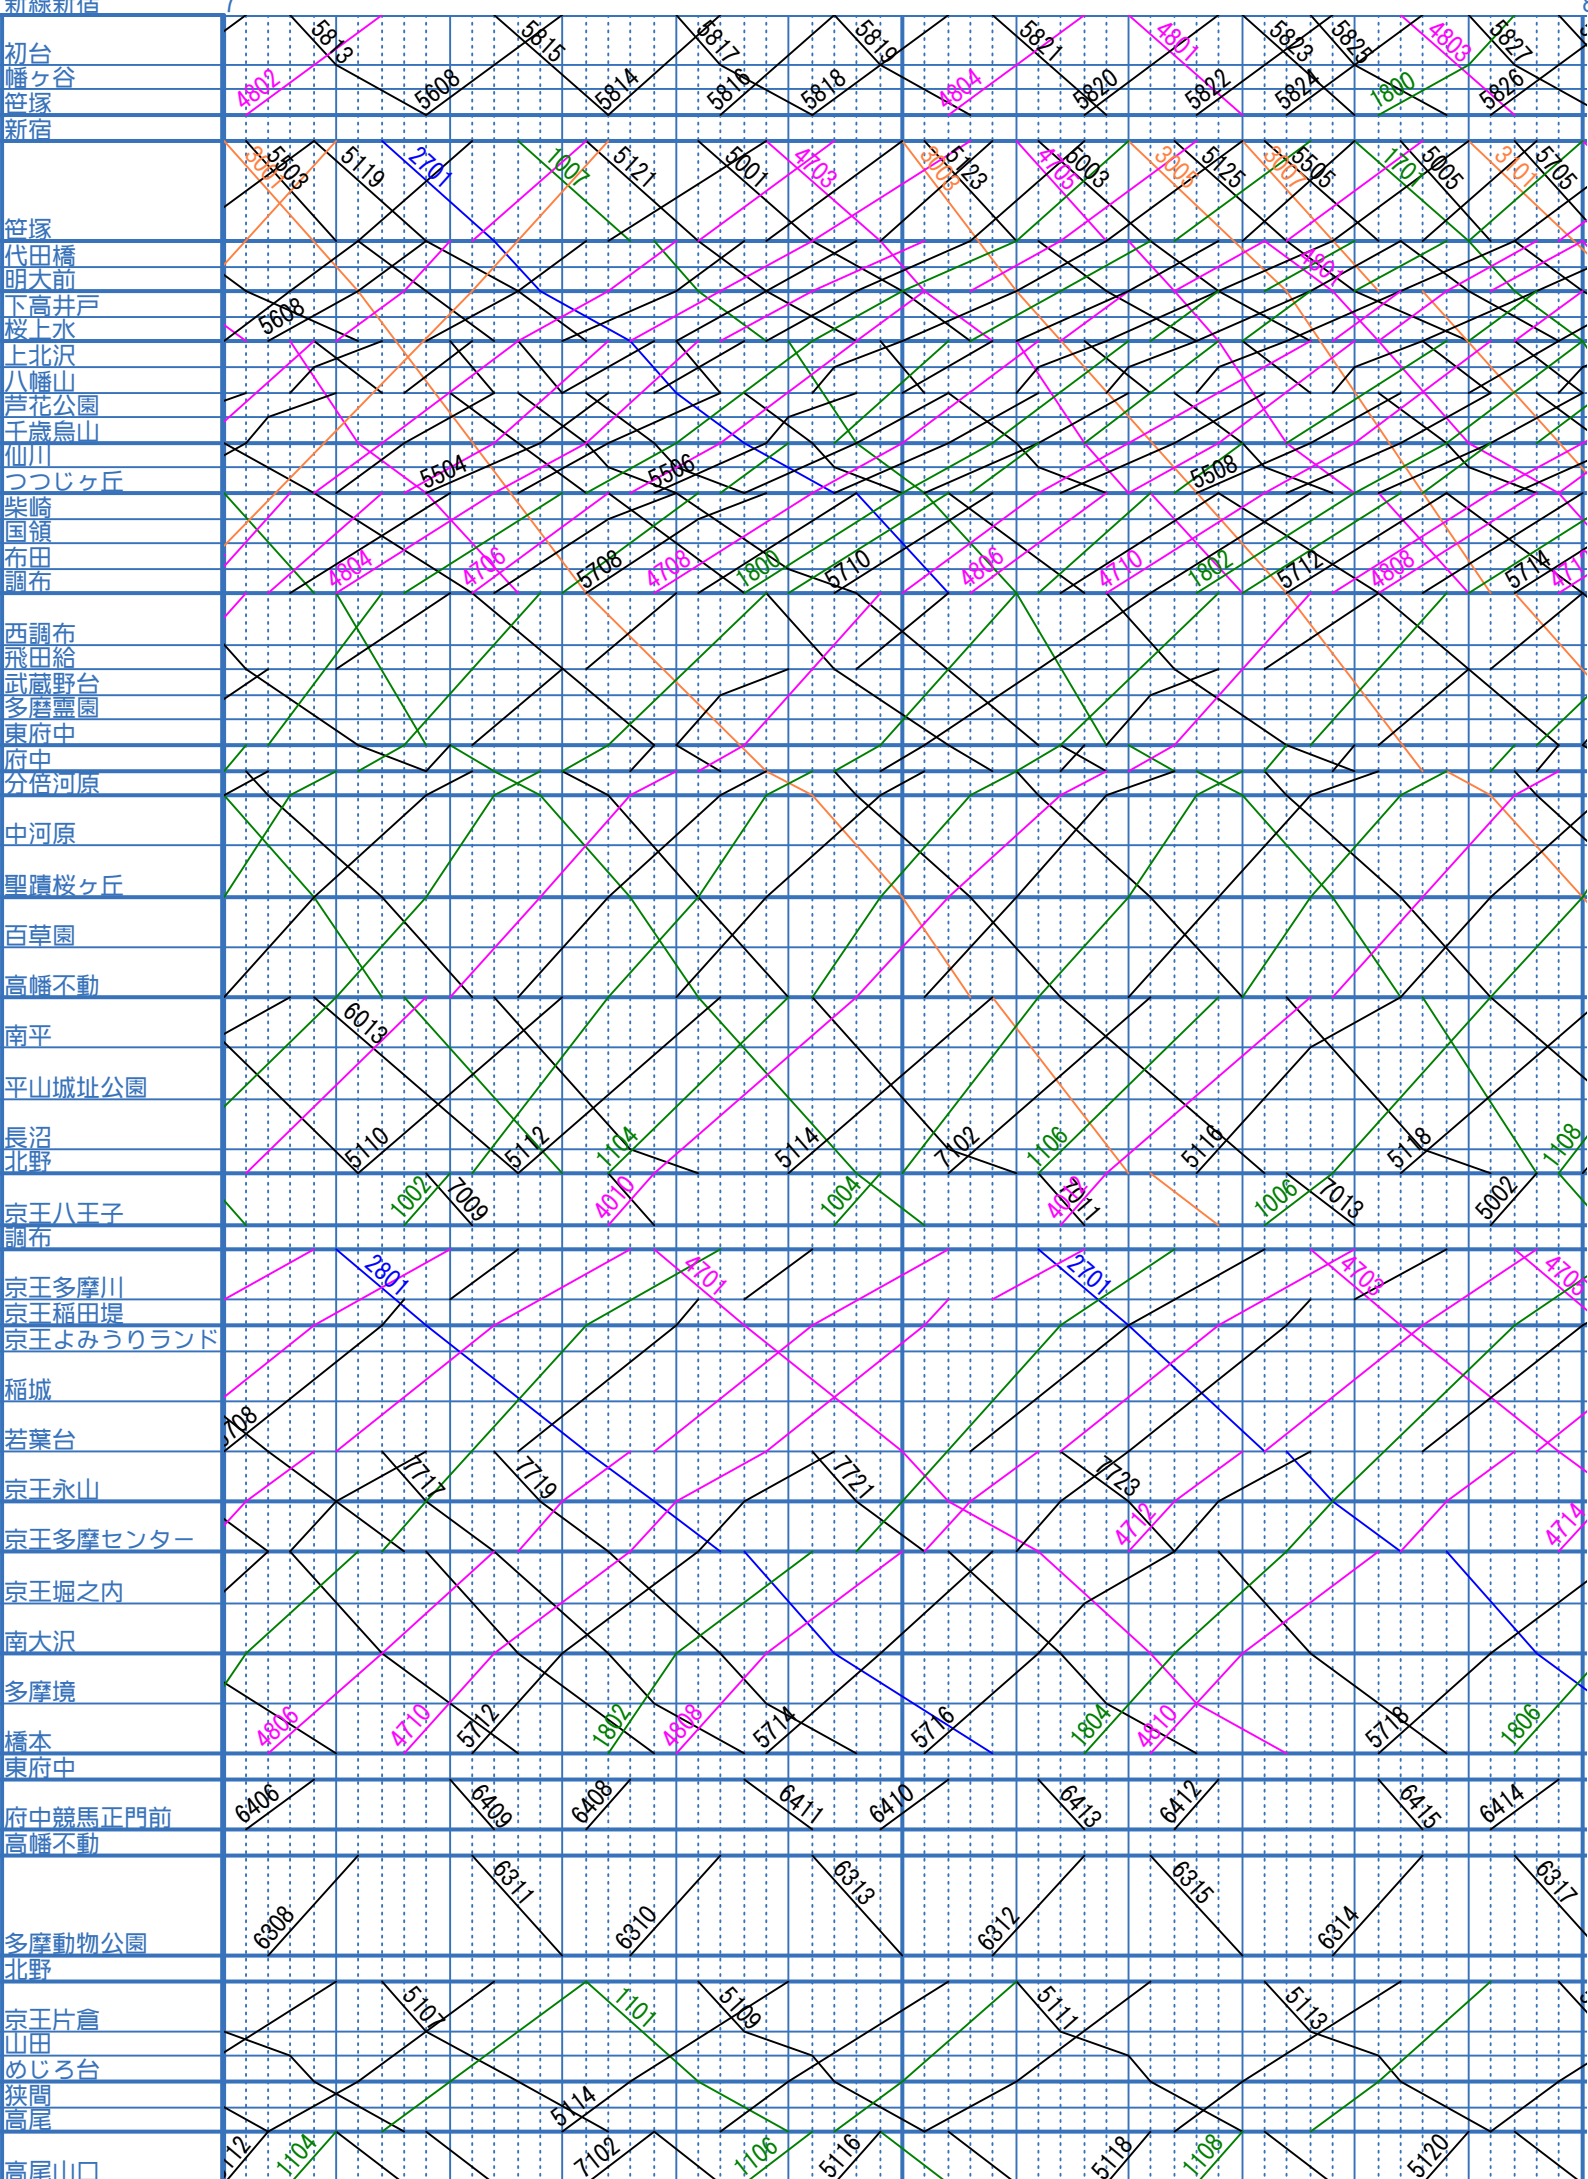 新線新宿 7
初台
幡ヶ谷
笹塚
5813 5815 5817 5819 5821 4801 5823 5825 4803 5827
4802 5608 5814 5816 5818 4804 5820 5822 5824 1800 5826
新宿
笹塚
3001 5503 5119 2701 1007 5121 5001 4703 3003 5123 4705 5003 3005 5125 3007 5505 1701 5005 3101 5705
代田橋
明大前
下高井戸
桜上水
5608 4801
上北沢
八幡山
芦花公園
千歳烏山
仙川
つつじヶ丘
5504 5506 5508
柴崎
国領
布田
調布
4804 4706 5708 4708 1800 5710 4806 4710 1802 5712 4808 5714
西調布
飛田給
武蔵野台
多磨霊園
東府中
府中
分倍河原
中河原
聖蹟桜ヶ丘
百草園
高幡不動
南平
6013
平山城址公園
長沼
北野
5110 5112 1104 5114 7102 1106 5116 5118 1108
京王八王子
1002 7009 4010 1004 7011 1006 7013 5002
調布
京王多摩川
2801 4701 2701 4703 4705
京王稲田堤
京王よみうりランド
稲城
若葉台
5708
京王永山
7717 7719 7721 7723
京王多摩センター
4712 4714
京王堀之内
南大沢
多摩境
橋本
4806 4710 5712 1802 4808 5714 5716 1804 4810 5718 1806
東府中
府中競馬正門前
6406 6409 6408 6411 6410 6413 6412 6415 6414
高幡不動
多摩動物公園
6308 6311 6310 6313 6312 6315 6314 6317
北野
京王片倉
5107 1101 5109 5111 5113
山田
めじろ台
狭間
高尾
5114
高尾山口
112 1104 7102 1106 5116 5118 1108 5120